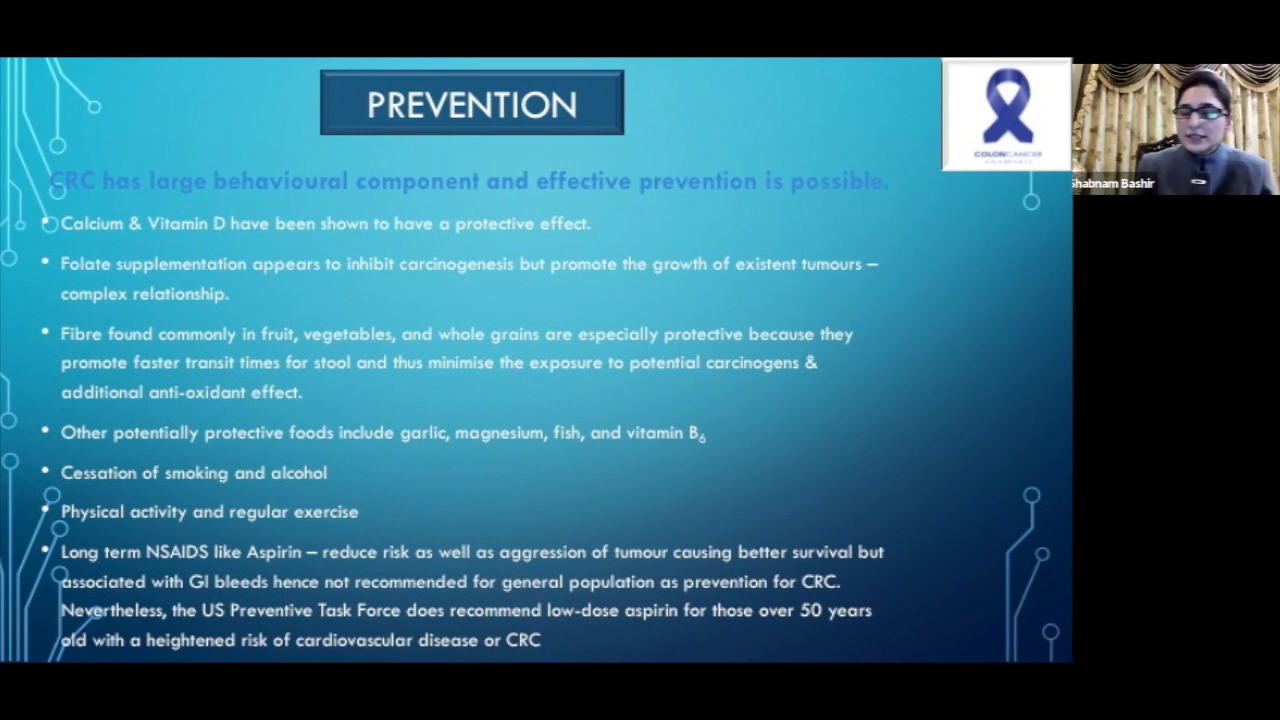 PREVENTION
COLONCANCER
Shabnam Bashir
CRC has large behavioural component and effective prevention is possible.
• Calcium & Vitamin D have been shown to have a protective effect.
• Folate supplementation appears to inhibit carcinogenesis but promote the growth of existent tumours –
complex relationship.
• Fibre found commonly in fruit, vegetables, and whole grains are especially protective because they
promote faster transit times for stool and thus minimise the exposure to potential carcinogens &
additional anti-oxidant effect.
• Other potentially protective foods include garlic, magnesium, fish, and vitamin B₆
• Cessation of smoking and alcohol
• Physical activity and regular exercise
• Long term NSAIDS like Aspirin – reduce risk as well as aggression of tumour causing better survival but
associated with GI bleeds hence not recommended for general population as prevention for CRC.
Nevertheless, the US Preventive Task Force does recommend low-dose aspirin for those over 50 years
old with a heightened risk of cardiovascular disease or CRC